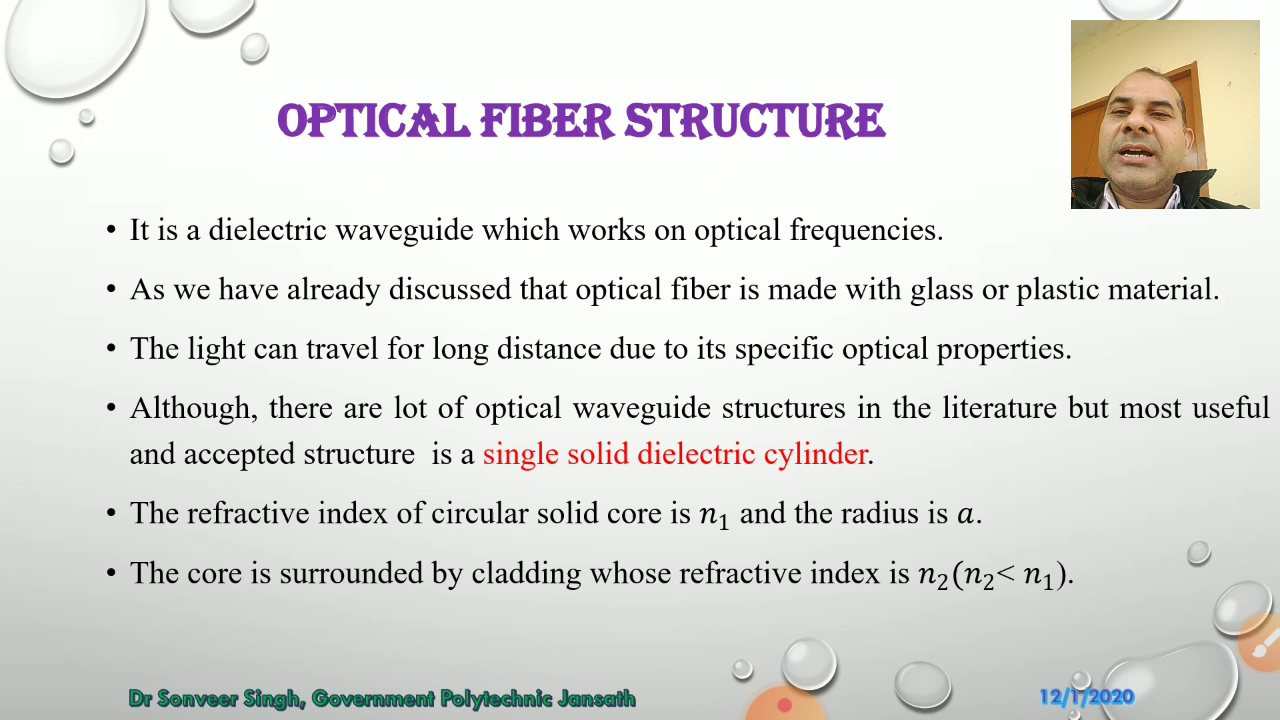 OPTICAL FIBER STRUCTURE
• It is a dielectric waveguide which works on optical frequencies.
• As we have already discussed that optical fiber is made with glass or plastic material.
• The light can travel for long distance due to its specific optical properties.
• Although, there are lot of optical waveguide structures in the literature but most useful
and accepted structure is a single solid dielectric cylinder.
• The refractive index of circular solid core is n₁ and the radius is a.
• The core is surrounded by cladding whose refractive index is n₂(n₂< n₁).
Dr Sonveer Singh, Government Polytechnic Jansath
12/1/2020